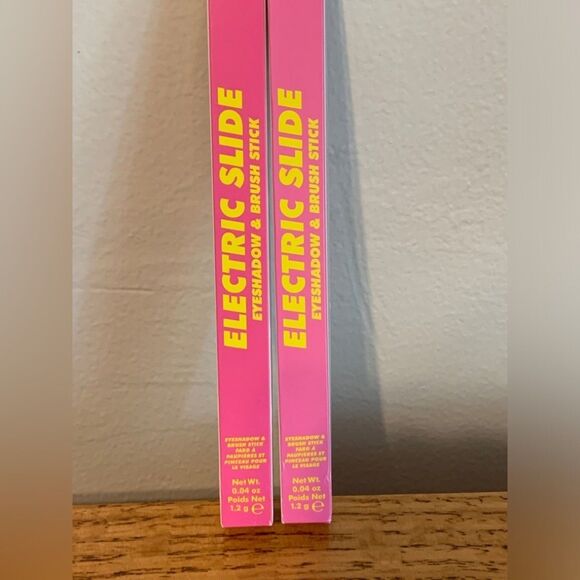 ELECTRIC SLIDE
EYESHADOW & BRUSH STICK
EYESHADOW &
BRUSH STICK
FARD À
PAUPIÈRES ET
PINCEAU POUR
LE VISAGE
Net Wt.
0.04 oz
Poids Net
1.2 g e
ELECTRIC SLIDE
EYESHADOW & BRUSH STICK
EYESHADOW &
BRUSH STICK
FARD À
PAUPIÈRES ET
PINCEAU POUR
LE VISAGE
Net Wt.
0.04 oz
Poids Net
1.2 g e